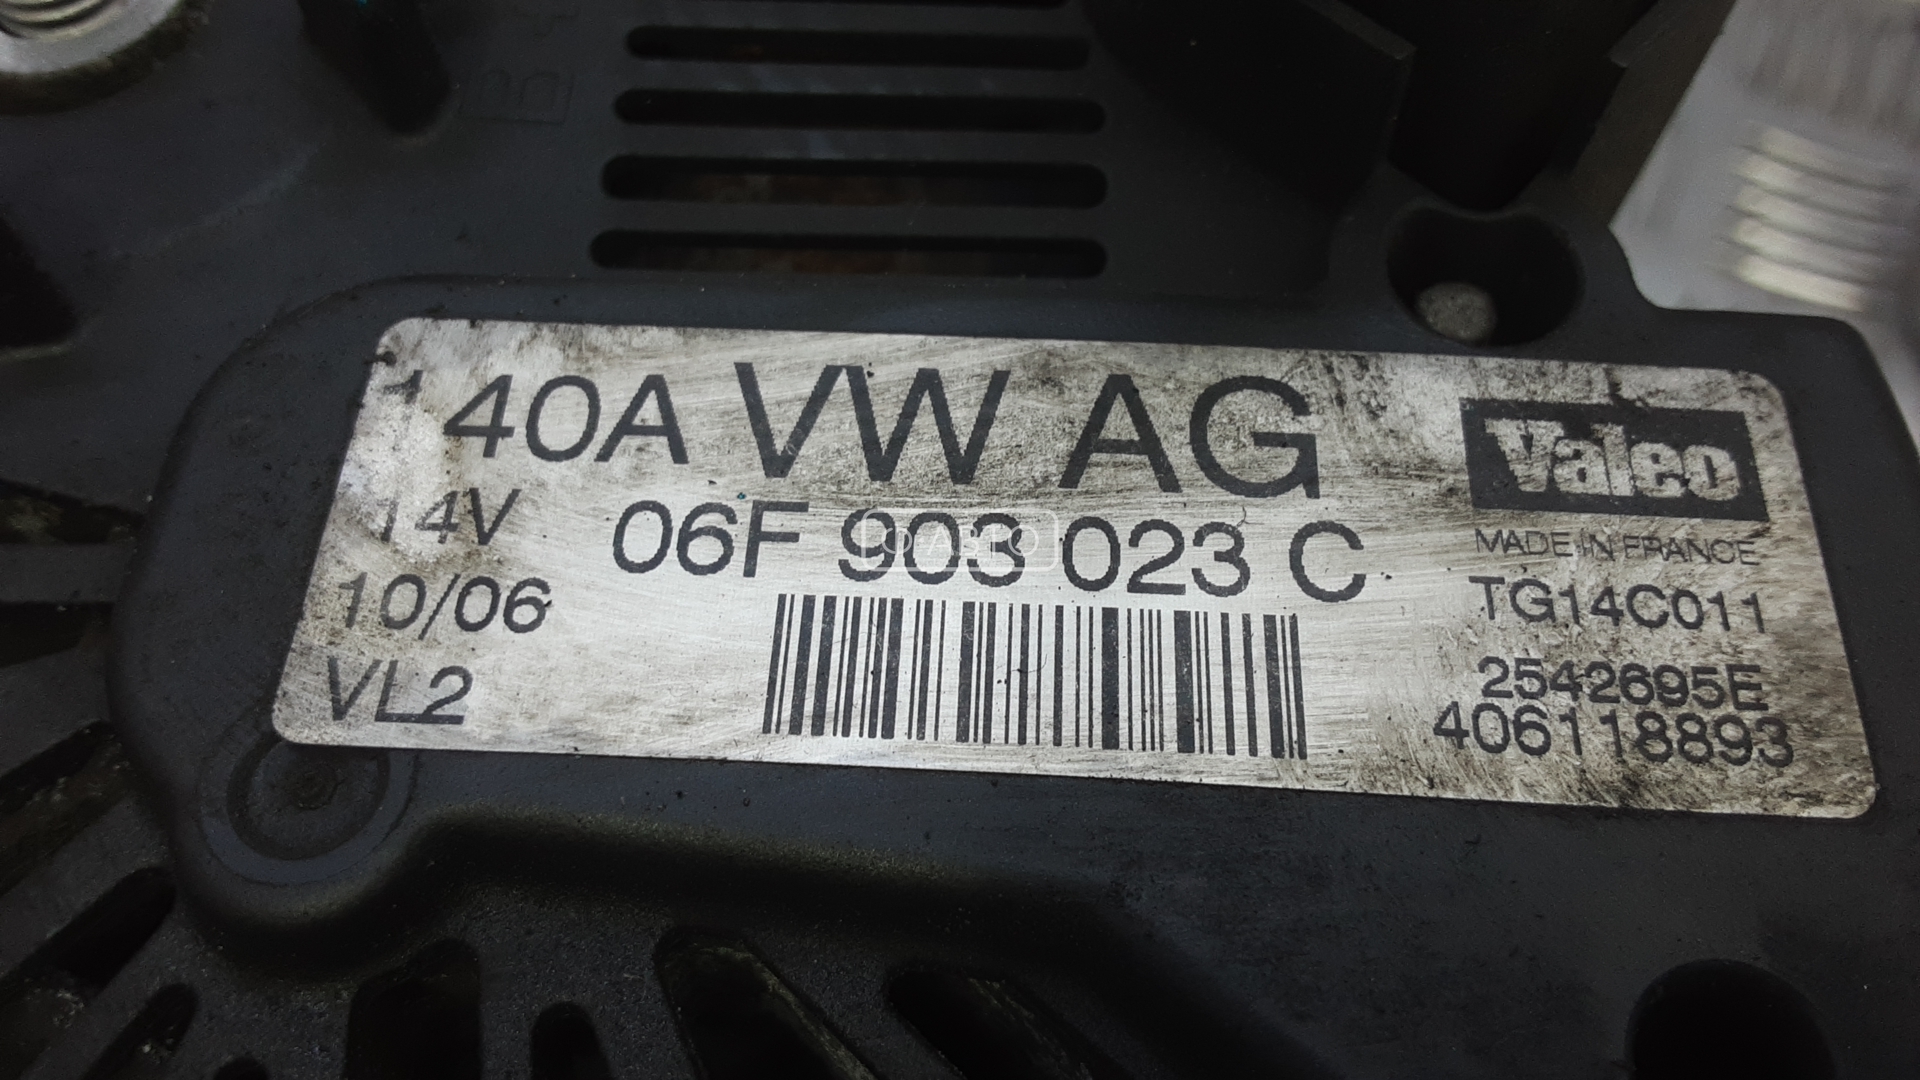 140A VW AG
14V 06F 903 023 C
10/06
VL2
Valeo
MADE IN FRANCE
TG14C011
2542695E
406118893